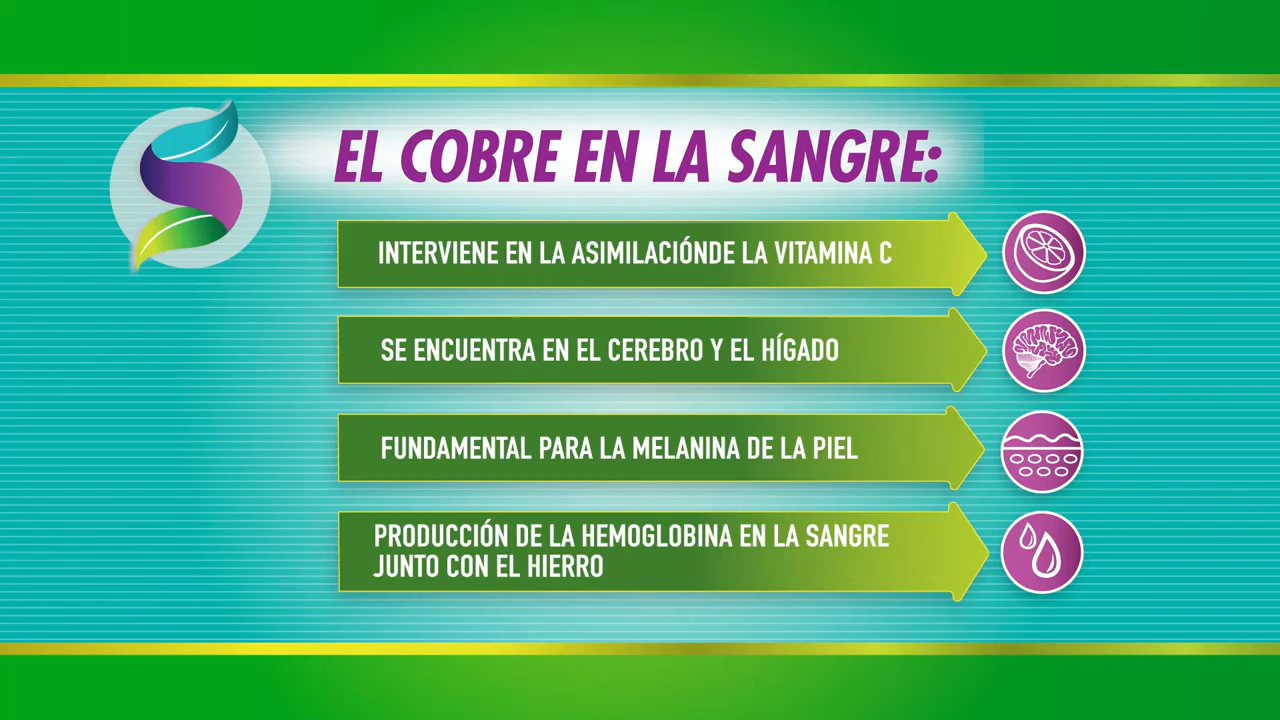 EL COBRE EN LA SANGRE:
INTERVIENE EN LA ASIMILACIÓNDE LA VITAMINA C
SE ENCUENTRA EN EL CEREBRO Y EL HÍGADO
FUNDAMENTAL PARA LA MELANINA DE LA PIEL
PRODUCCIÓN DE LA HEMOGLOBINA EN LA SANGRE
JUNTO CON EL HIERRO